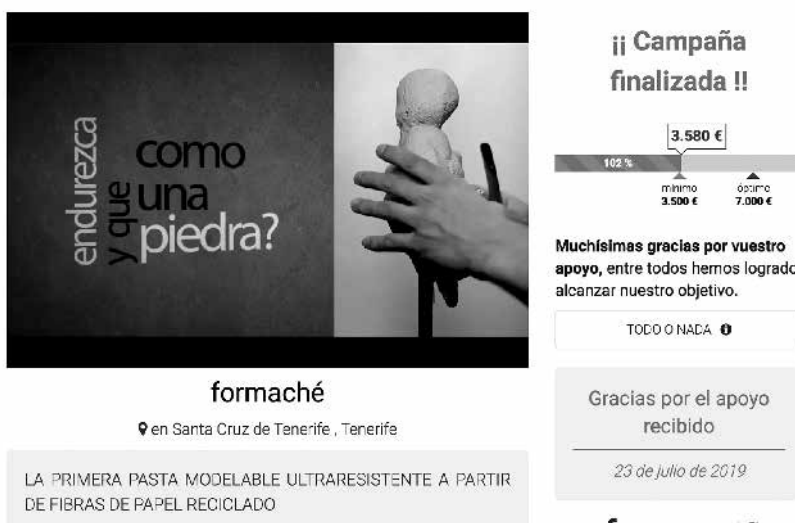 endurezca
y que
como
una
piedra?
formaché
en Santa Cruz de Tenerife , Tenerife
LA PRIMERA PASTA MODELABLE ULTRARESISTENTE A PARTIR
DE FIBRAS DE PAPEL RECICLADO
¡¡ Campaña
finalizada !!
3.580 €
102 %
mínimo
3.500 €
óptimo
7.000 €
Muchísimas gracias por vuestro
apoyo, entre todos hemos logrado
alcanzar nuestro objetivo.
TODO O NADA
Gracias por el apoyo
recibido
23 de julio de 2019